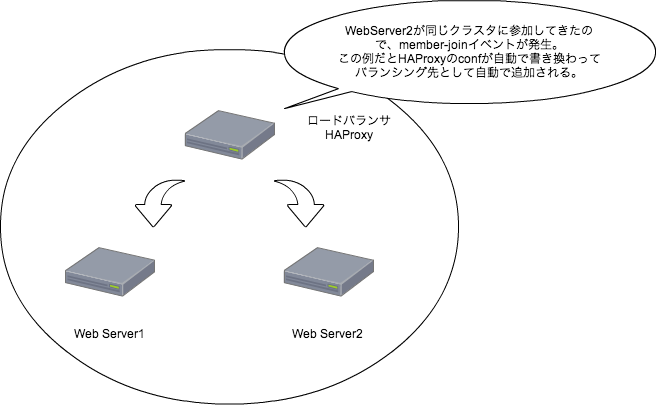 WebServer2が同じクラスタに参加してきたの
で、member-joinイベントが発生。
この例だとHAProxyのconfが自動で書き換わって
バランシング先として自動で追加される。
ロードバランサ
HAProxy
Web Server1
Web Server2